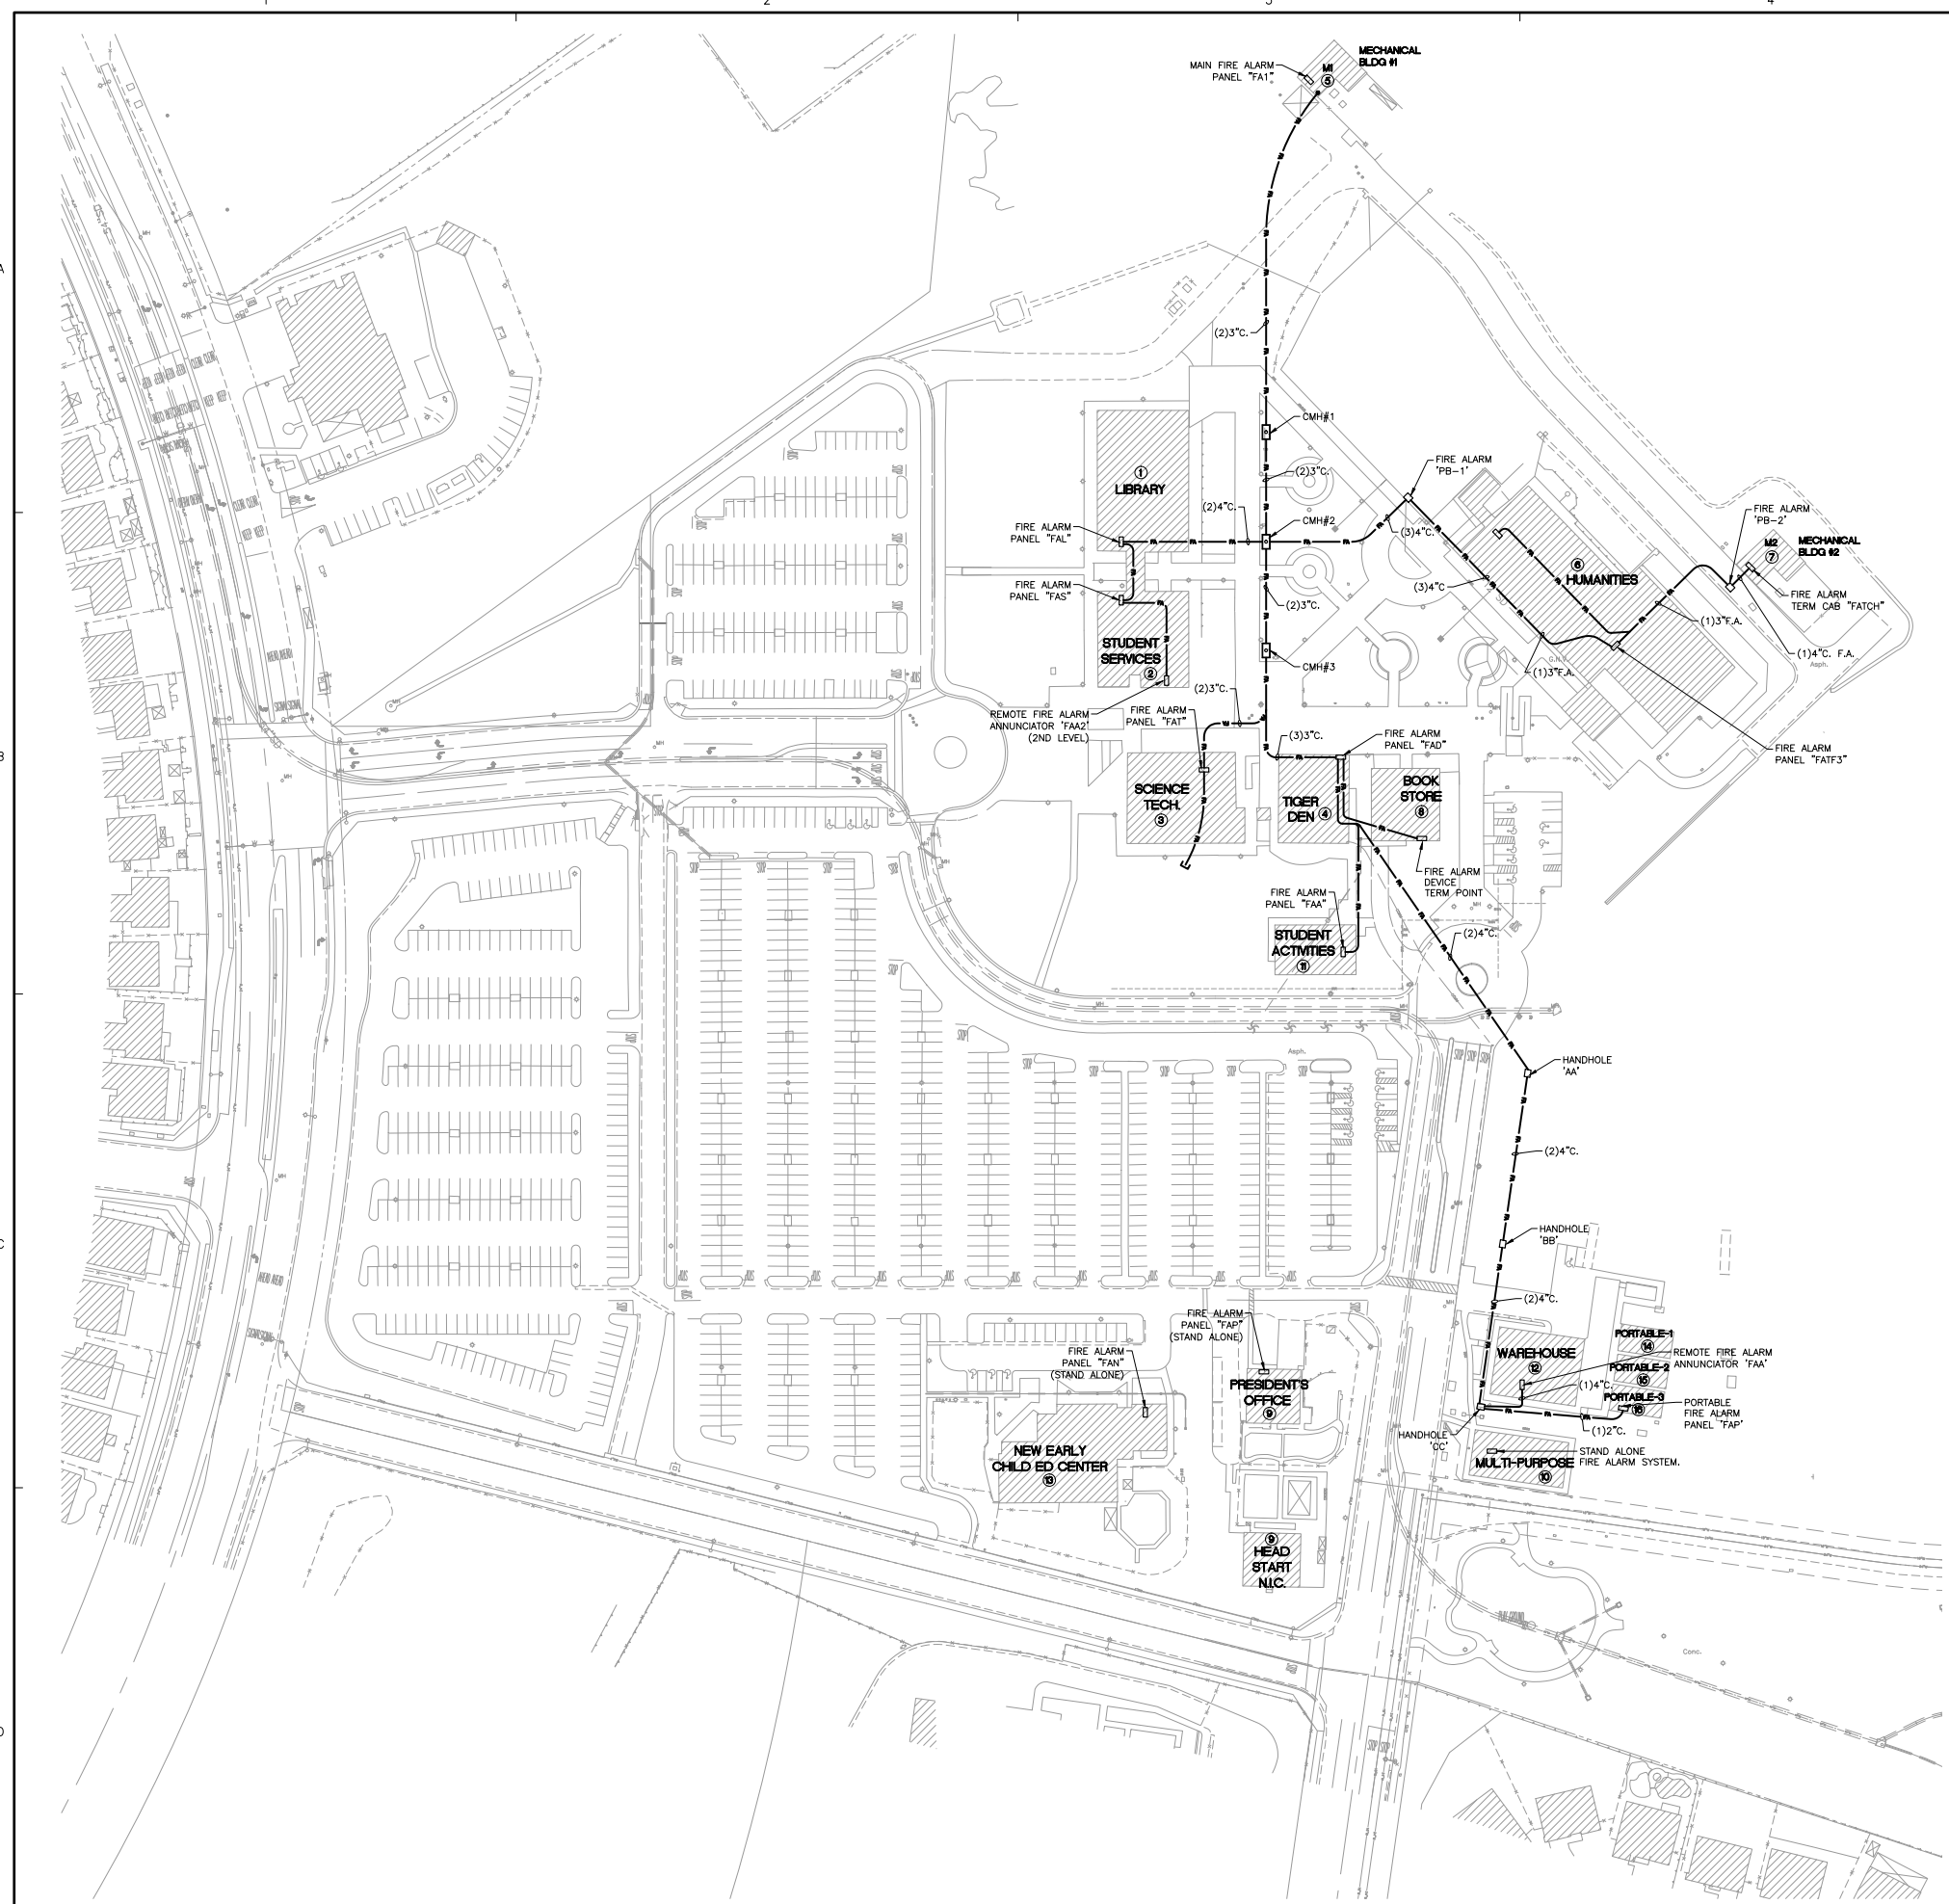 2
3
4
A
B
C
MECHANICAL
BLDG #1
MAIN FIRE ALARM
PANEL "FA1"
M1
5
(2)3"C.
CMH#1
(2)3"C.
FIRE ALARM
'PB-1'
1
LIBRARY
(2)4"C.
CMH#2
(3)4"C.
FIRE ALARM
PANEL "FAL"
FIRE ALARM
'PB-2'
M2
7
MECHANICAL
BLDG #2
6
HUMANITIES
FIRE ALARM
PANEL "FAS"
(2)3"C.
(3)4"C
FIRE ALARM
TERM CAB "FATCH"
(1)3"F.A.
(1)4"C. F.A.
Asph.
(1)3"F.A.
STUDENT
SERVICES
2
CMH#3
(2)3"C.
REMOTE FIRE ALARM
ANNUNCIATOR 'FAA2'
(2ND LEVEL)
FIRE ALARM
PANEL "FAT"
(3)3"C.
FIRE ALARM
PANEL "FAD"
FIRE ALARM
PANEL "FATF3"
SCIENCE
TECH.
3
TIGER
DEN 4
BOOK
STORE
8
FIRE ALARM
DEVICE
TERM POINT
FIRE ALARM
PANEL "FAA"
STUDENT
ACTIVITIES
11
(2)4"C.
Asph.
HANDHOLE
'AA'
(2)4"C.
HANDHOLE
'BB'
(2)4"C.
FIRE ALARM
PANEL "FAP"
(STAND ALONE)
FIRE ALARM
PANEL "FAN"
(STAND ALONE)
PRESIDENT'S
OFFICE
9
WAREHOUSE
12
PORTABLE-1
14
PORTABLE-2
15
PORTABLE-3
16
REMOTE FIRE ALARM
ANNUNCIATOR 'FAA'
(1)4"C.
PORTABLE
FIRE ALARM
PANEL 'FAP'
(1)2"C.
HANDHOLE
'CC'
STAND ALONE
FIRE ALARM SYSTEM.
MULTI-PURPOSE
10
NEW EARLY
CHILD ED CENTER
13
9
HEAD
START
N.I.C.
Conc.